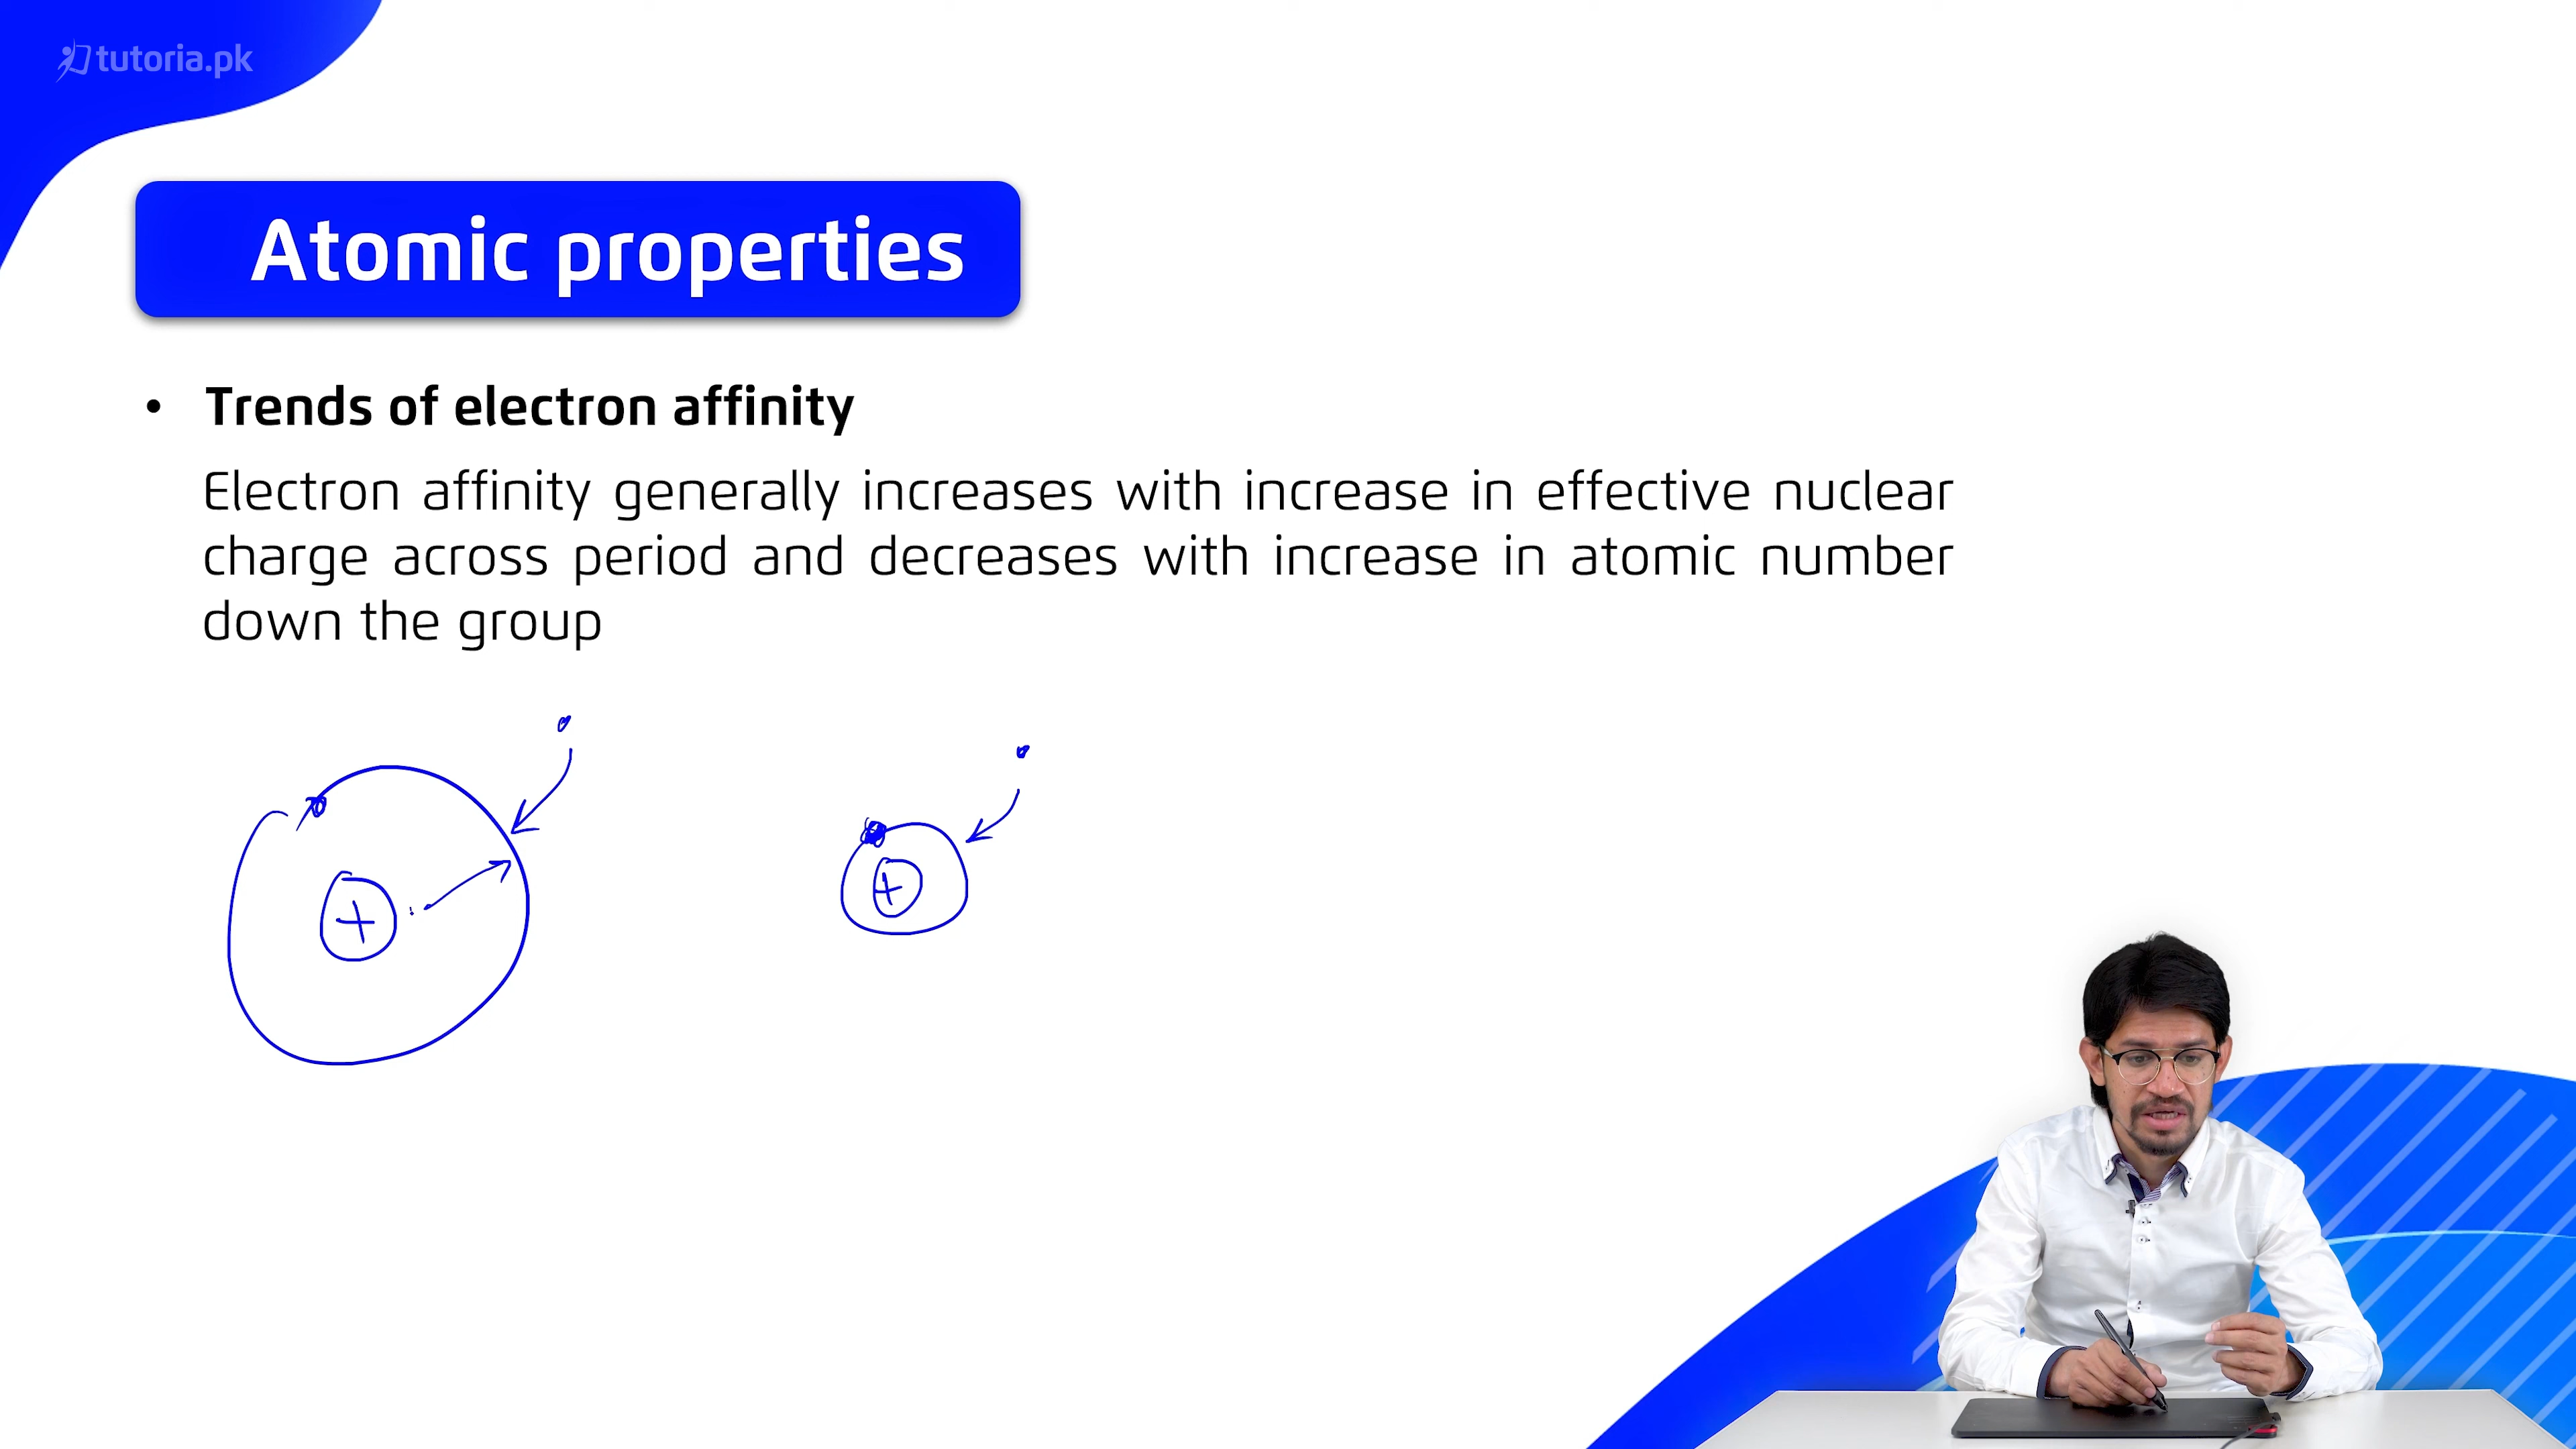 tutoria.pk
Atomic properties
• Trends of electron affinity
Electron affinity generally increases with increase in effective nuclear
charge across period and decreases with increase in atomic number
down the group
+
+